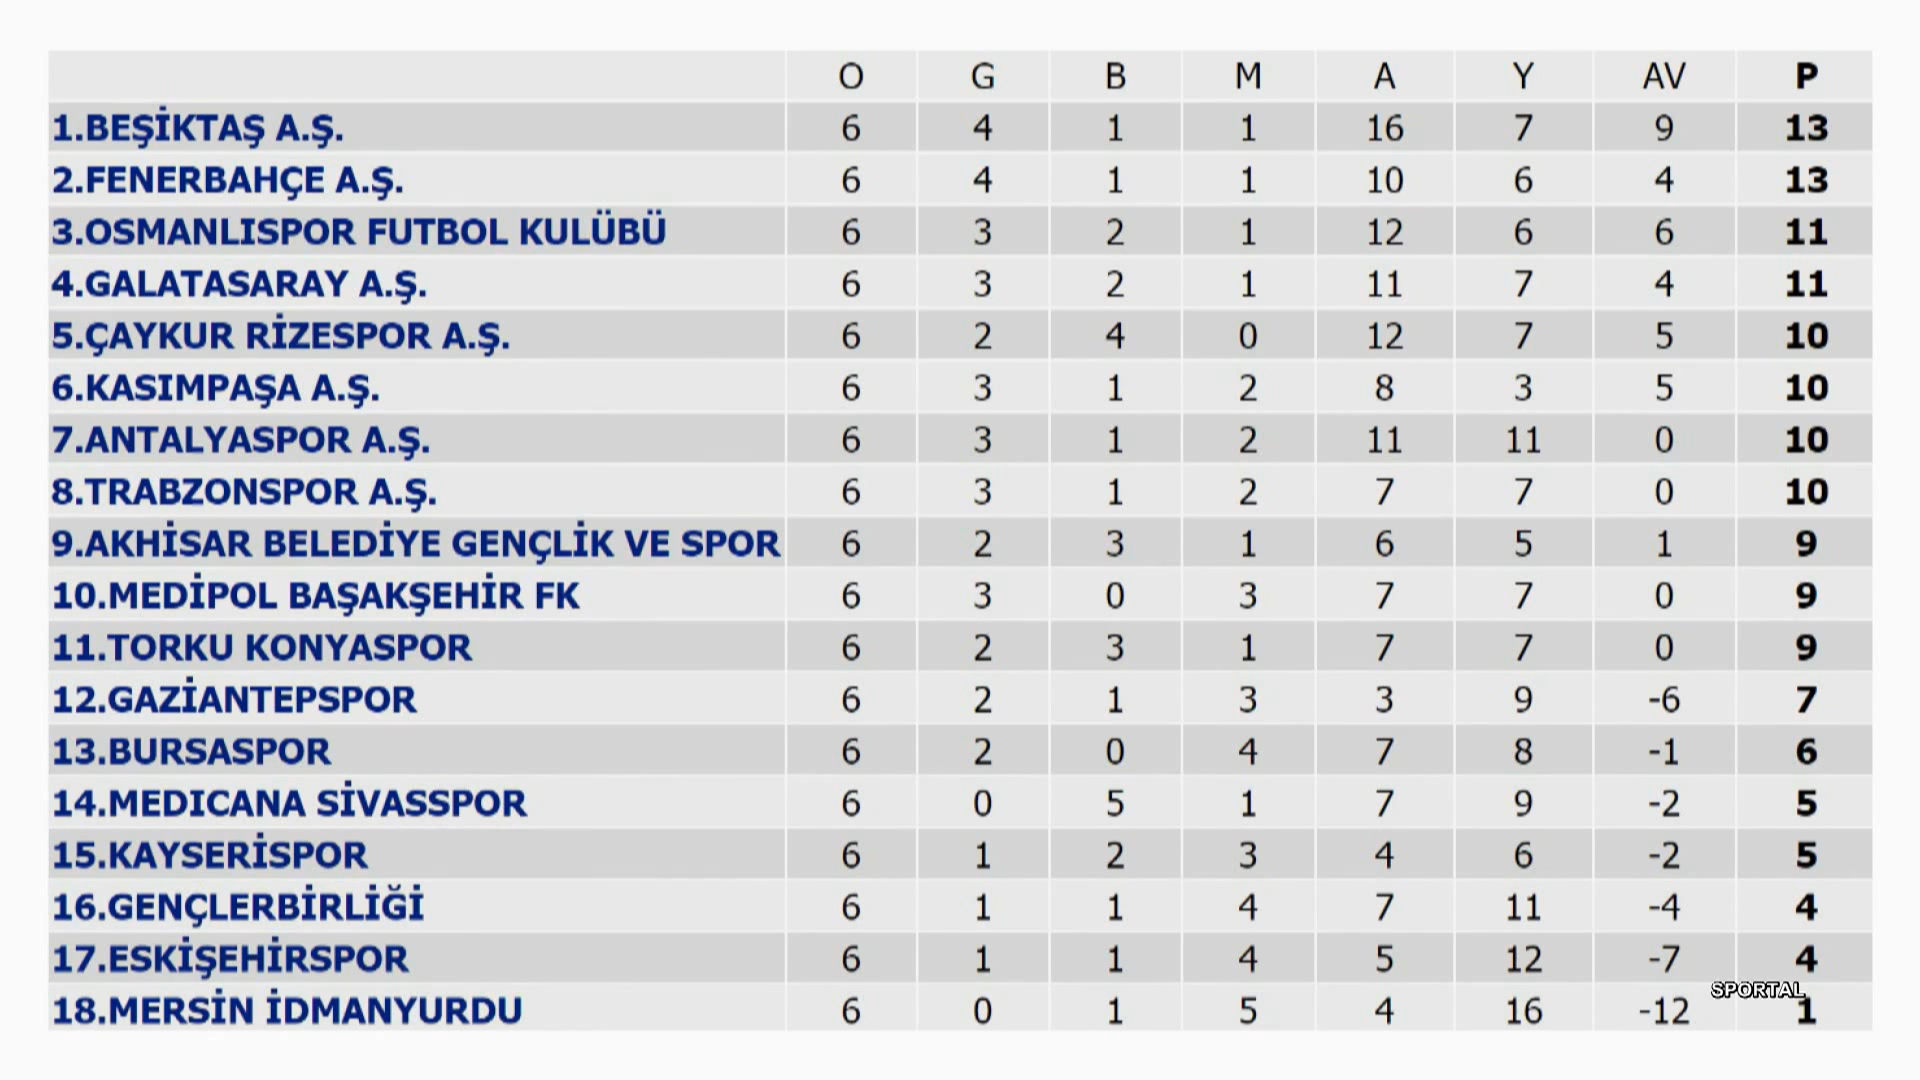 O G B M A Y AV P
1.BEŞİKTAŞ A.Ş. 6 4 1 1 16 7 9 13
2.FENERBAHÇE A.Ş. 6 4 1 1 10 6 4 13
3.OSMANLISPOR FUTBOL KULÜBÜ 6 3 2 1 12 6 6 11
4.GALATASARAY A.Ş. 6 3 2 1 11 7 4 11
5.ÇAYKUR RİZESPOR A.Ş. 6 2 4 0 12 7 5 10
6.KASIMPAŞA A.Ş. 6 3 1 2 8 3 5 10
7.ANTALYASPOR A.Ş. 6 3 1 2 11 11 0 10
8.TRABZONSPOR A.Ş. 6 3 1 2 7 7 0 10
9.AKHİSAR BELEDİYE GENÇLİK VE SPOR 6 2 3 1 6 5 1 9
10.MEDİPOL BAŞAKŞEHİR FK 6 3 0 3 7 7 0 9
11.TORKU KONYASPOR 6 2 3 1 7 7 0 9
12.GAZİANTEPSPOR 6 2 1 3 3 9 -6 7
13.BURSASPOR 6 2 0 4 7 8 -1 6
14.MEDICANA SİVASSPOR 6 0 5 1 7 9 -2 5
15.KAYSERİSPOR 6 1 2 3 4 6 -2 5
16.GENÇLERBİRLİĞİ 6 1 1 4 7 11 -4 4
17.ESKİŞEHİRSPOR 6 1 1 4 5 12 -7 4
SPORTAL
18.MERSİN İDMANYURDU 6 0 1 5 4 16 -12 1